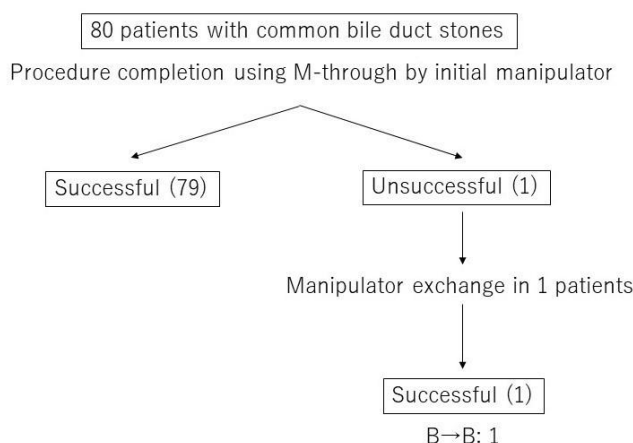 80 patients with common bile duct stones
Procedure completion using M-through by initial manipulator
Successful (79)
Unsuccessful (1)
Manipulator exchange in 1 patients
Successful (1)
B→B: 1